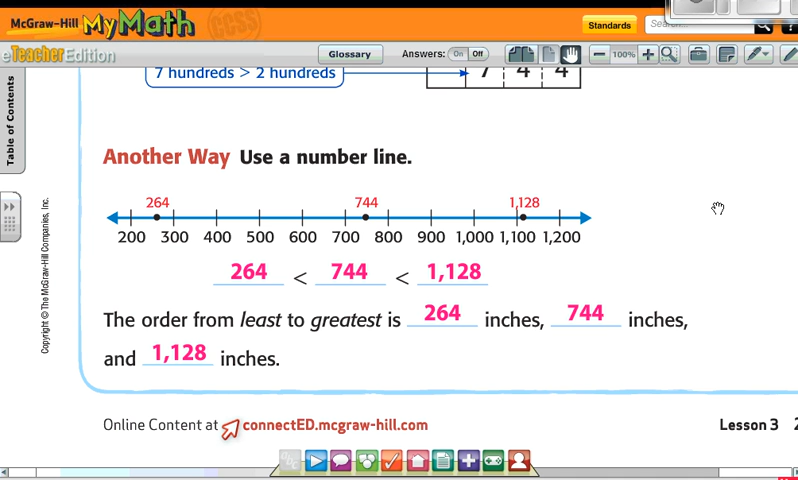 McGraw-Hill My Math CCSS
Standards
Search...
eTeacherEdition
Glossary
Answers: On Off
100%
Table of Contents
7 hundreds > 2 hundreds
7 4 4
Another Way Use a number line.
264 744 1,128
200 300 400 500 600 700 800 900 1,000 1,100 1,200
264 < 744 < 1,128
The order from least to greatest is 264 inches, 744 inches,
and 1,128 inches.
Copyright © The McGraw-Hill Companies, Inc.
Online Content at connectED.mcgraw-hill.com
Lesson 3